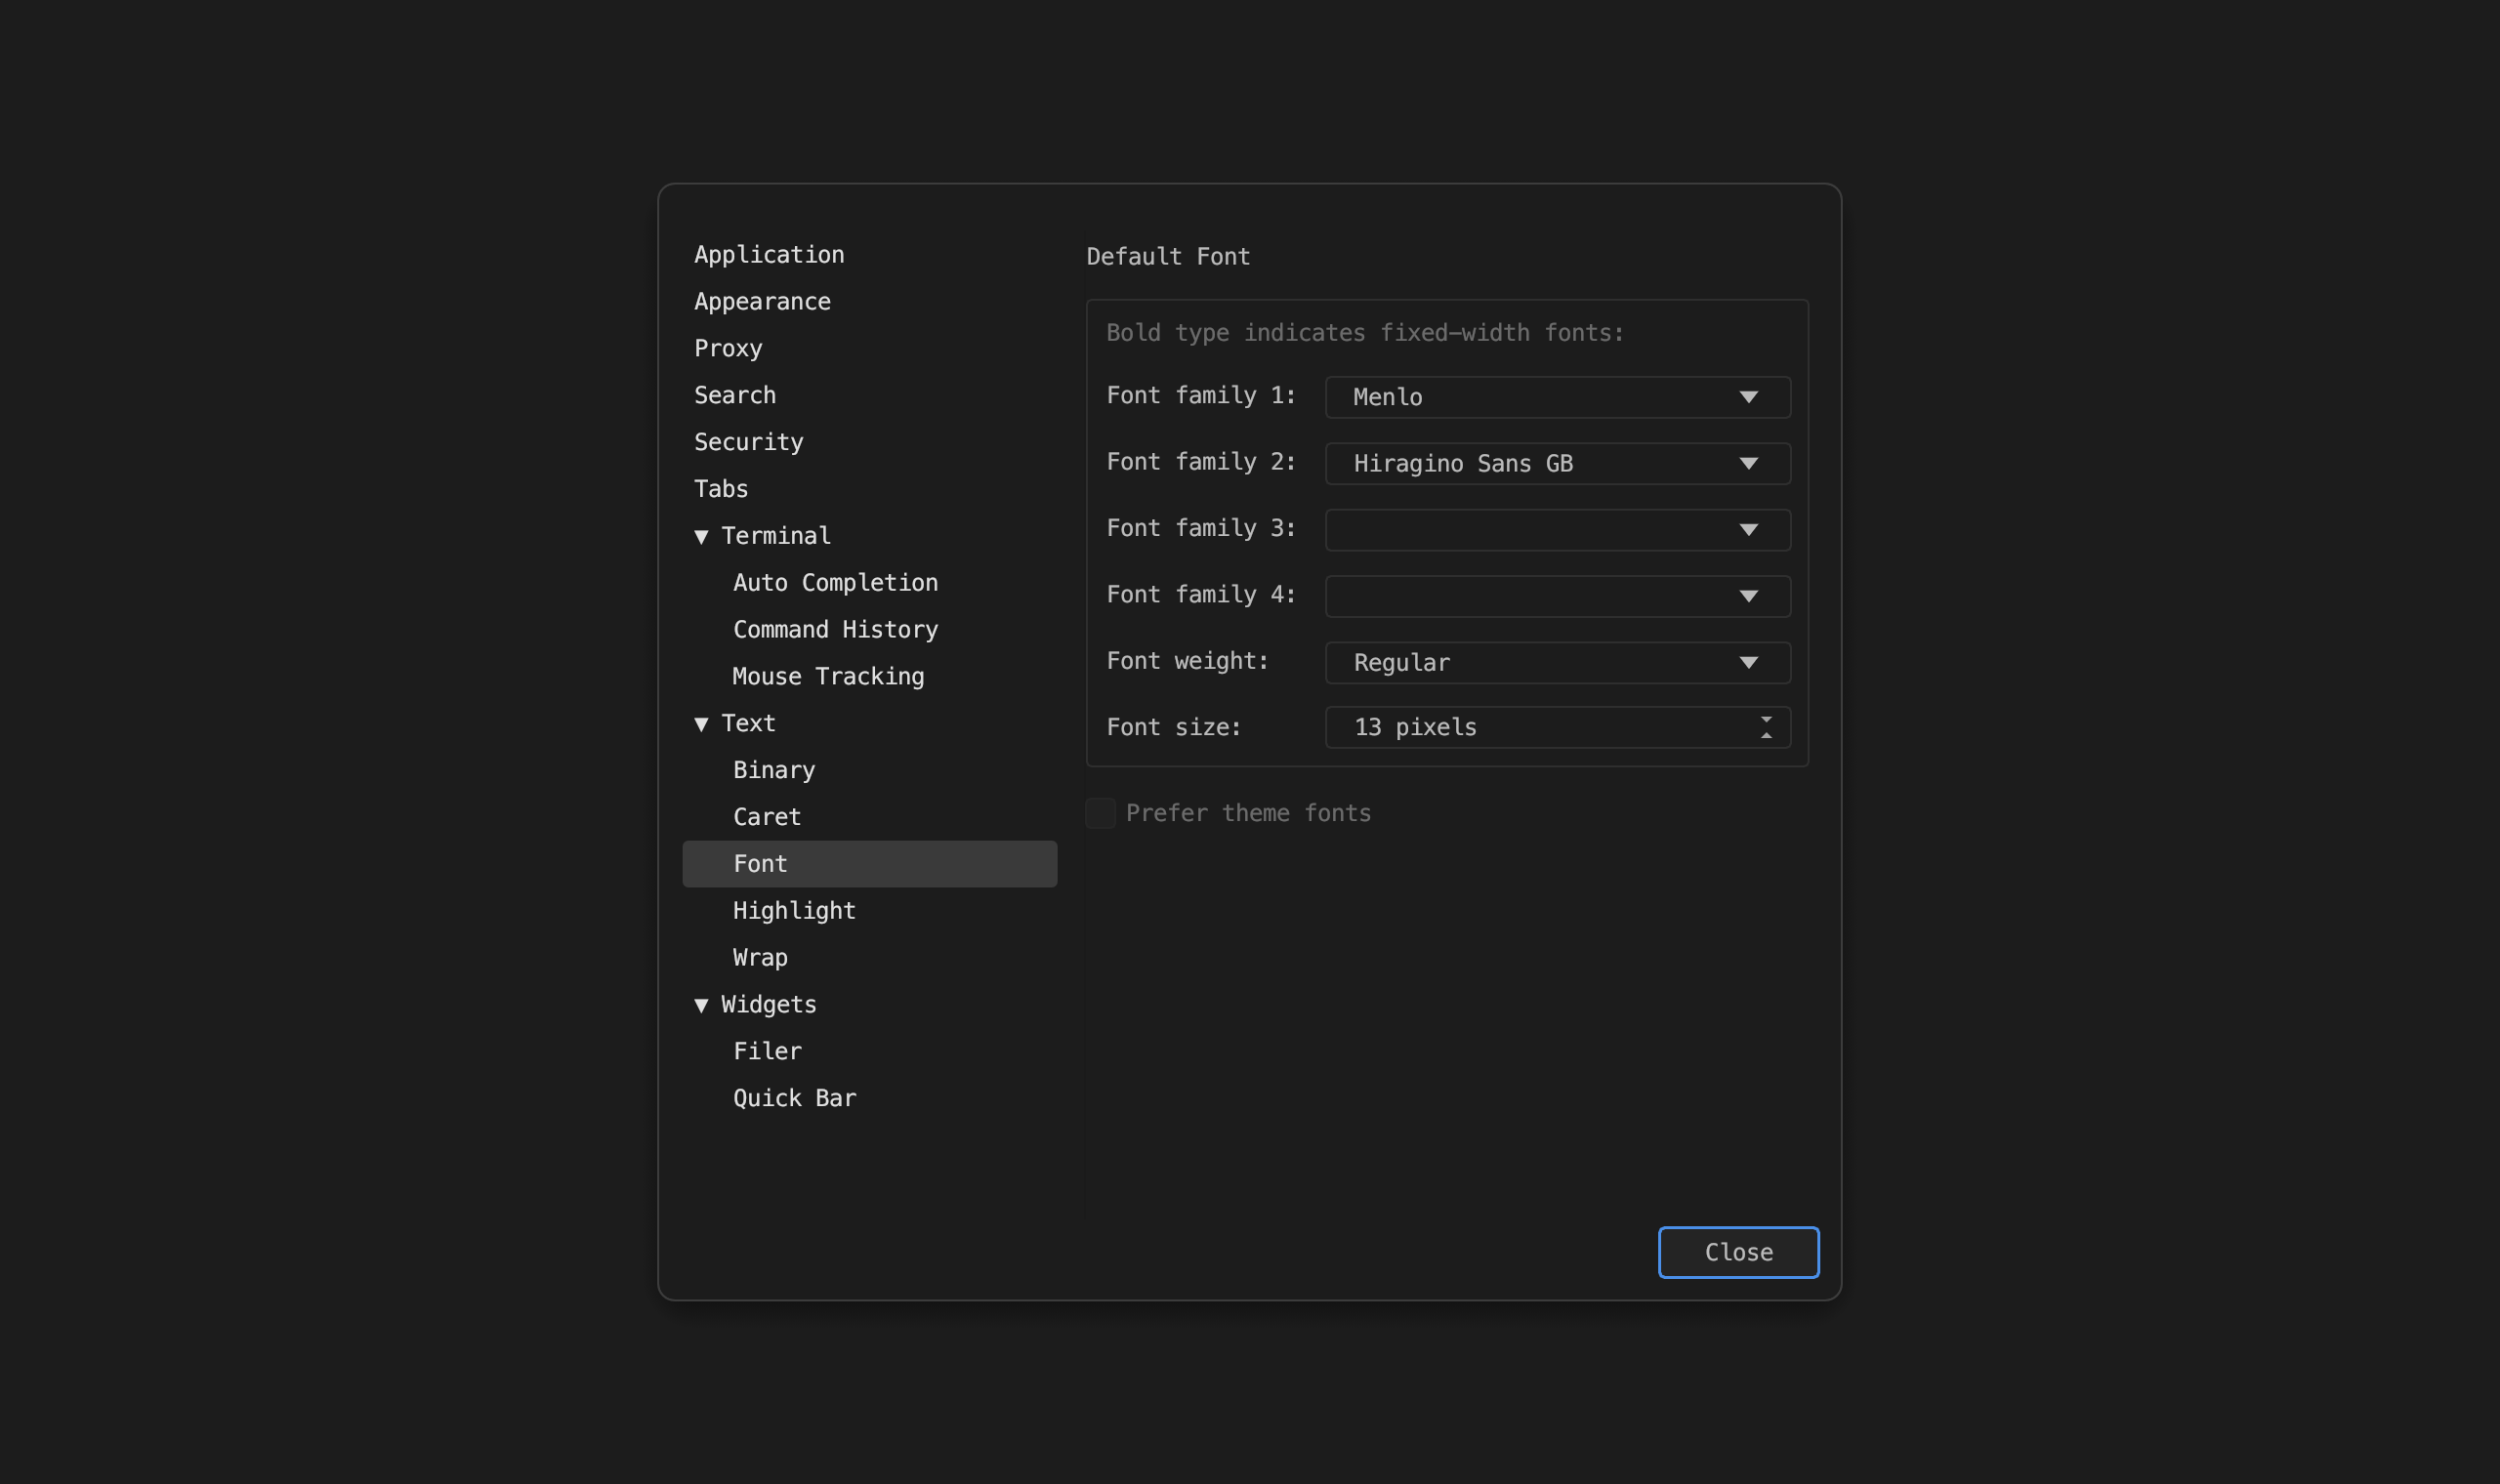 Application
Appearance
Proxy
Search
Security
Tabs
▼ Terminal
Auto Completion
Command History
Mouse Tracking
▼ Text
Binary
Caret
Font
Highlight
Wrap
▼ Widgets
Filer
Quick Bar
Default Font
Bold type indicates fixed-width fonts:
Font family 1: Menlo
Font family 2: Hiragino Sans GB
Font family 3:
Font family 4:
Font weight: Regular
Font size: 13 pixels
Prefer theme fonts
Close